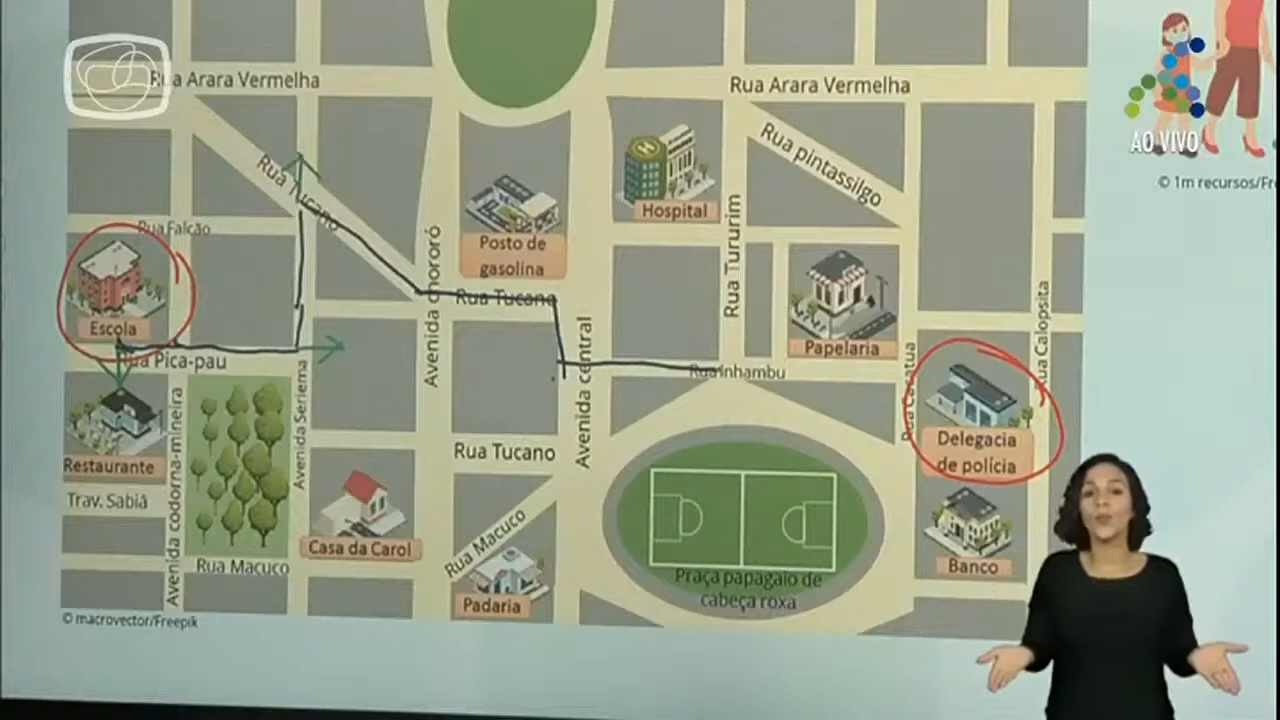 Rua Arara Vermelha
Rua Arara Vermelha
AO VIVO
Rua pintassilgo
Rua Tucano
© 1m recursos/Fre
Hospital
Rua Falcão
Posto de
gasolina
Avenida chororó
Rua Tururim
Rua Tucano
Escola
Rua Pica-pau
Avenida central
Papelaria
Rua Inhambu
Rua Cacatua
Rua Calopsita
Delegacia
de polícia
Restaurante
Avenida codorna-mineira
Avenida Seriema
Rua Tucano
Trav. Sabiá
Casa da Carol
Rua Macuco
Rua Macuco
Padaria
Praça papagaio de
cabeça roxa
Banco
© macrovector/Freepik